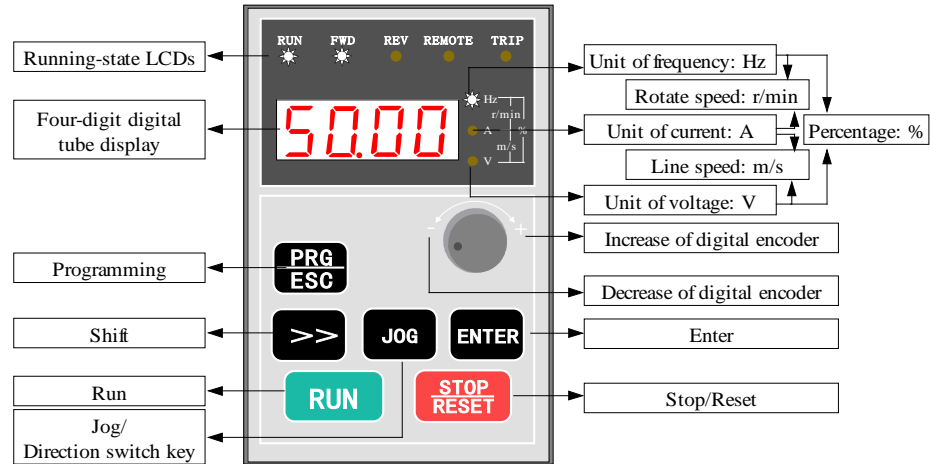 RUN FWD REV REMOTE TRIP
Running-state LCDs
Unit of frequency: Hz
Rotate speed: r/min
Four-digit digital
tube display
50.00
Hz
r/min
A
%
m/s
V
Unit of current: A
Percentage: %
Line speed: m/s
Unit of voltage: V
- +
Increase of digital encoder
Programming
PRG
ESC
Decrease of digital encoder
Shift
>> JOG ENTER
Enter
Run
RUN
STOP
RESET
Stop/Reset
Jog/
Direction switch key